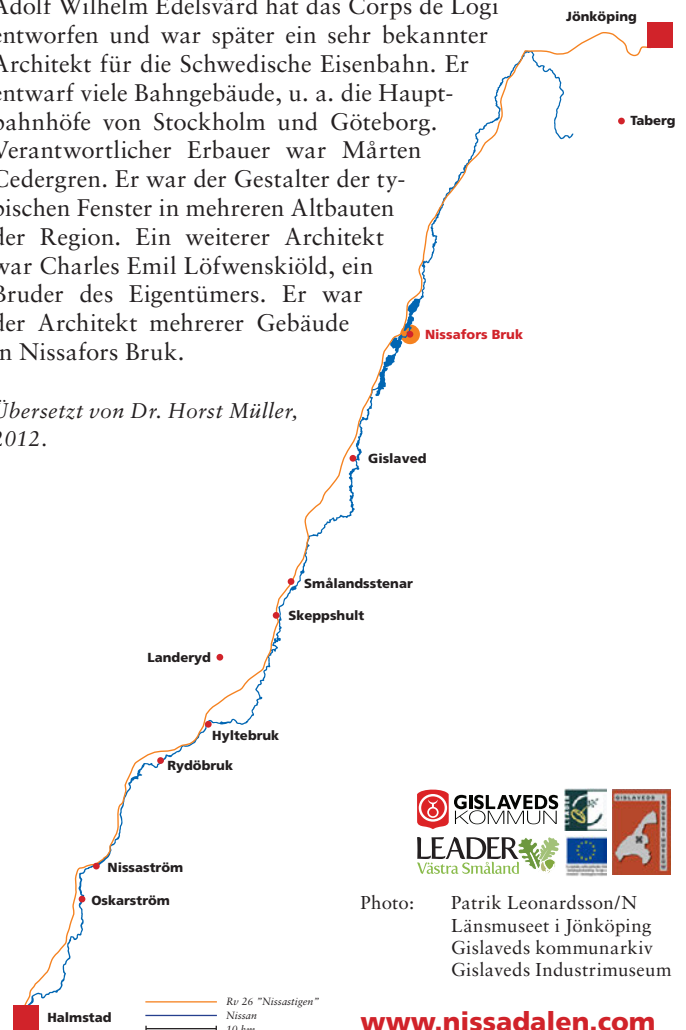 Adolf Wilhelm Edelsvärd hat das Corps de Logi
entworfen und war später ein sehr bekannter
Architekt für die Schwedische Eisenbahn. Er
entwarf viele Bahngebäude, u. a. die Haupt-
bahnhöfe von Stockholm und Göteborg.
Verantwortlicher Erbauer war Mårten
Cedergren. Er war der Gestalter der ty-
pischen Fenster in mehreren Altbauten
der Region. Ein weiterer Architekt
war Charles Emil Löfwenskiöld, ein
Bruder des Eigentümers. Er war
der Architekt mehrerer Gebäude
in Nissafors Bruk.
Übersetzt von Dr. Horst Müller,
2012.
Jönköping
Taberg
Nissafors Bruk
Gislaved
Smålandsstenar
Skeppshult
Landeryd
Hyltebruk
Rydöbruk
Nissaström
Oskarström
Halmstad
Rv 26 "Nissastigen"
Nissan
10 km
GISLAVEDS
KOMMUN
LEADER
Västra Småland
GISLAVEDS
INDUSTRIMUSEUM
Photo: Patrik Leonardsson/N
Länsmuseet i Jönköping
Gislaveds kommunarkiv
Gislaveds Industrimuseum
www.nissadalen.com